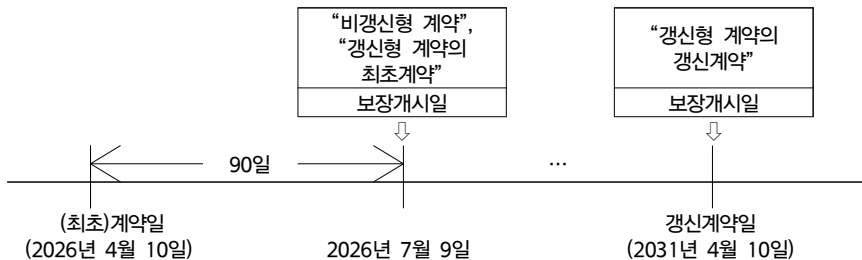 “비갱신형 계약”,
“갱신형 계약의
최초계약”
보장개시일
“갱신형 계약의
갱신계약”
보장개시일
90일
...
(최초)계약일
(2026년 4월 10일)
2026년 7월 9일
갱신계약일
(2031년 4월 10일)